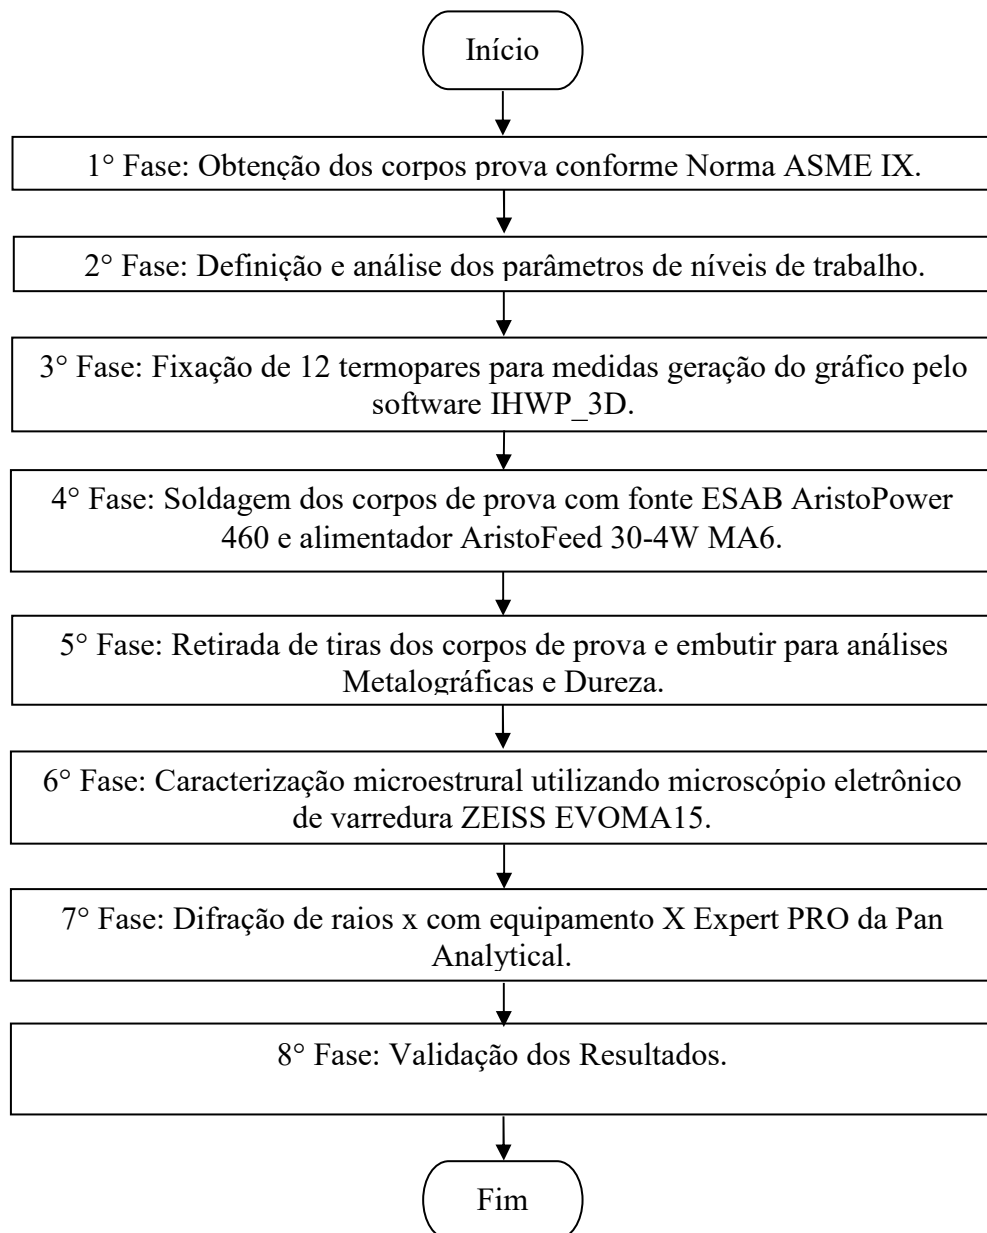 Início
1° Fase: Obtenção dos corpos prova conforme Norma ASME IX.
2° Fase: Definição e análise dos parâmetros de níveis de trabalho.
3° Fase: Fixação de 12 termopares para medidas geração do gráfico pelo
software IHWP_3D.
4° Fase: Soldagem dos corpos de prova com fonte ESAB AristoPower
460 e alimentador AristoFeed 30-4W MA6.
5° Fase: Retirada de tiras dos corpos de prova e embutir para análises
Metalográficas e Dureza.
6° Fase: Caracterização microestrural utilizando microscópio eletrônico
de varredura ZEISS EVOMA15.
7° Fase: Difração de raios x com equipamento X Expert PRO da Pan
Analytical.
8° Fase: Validação dos Resultados.
Fim